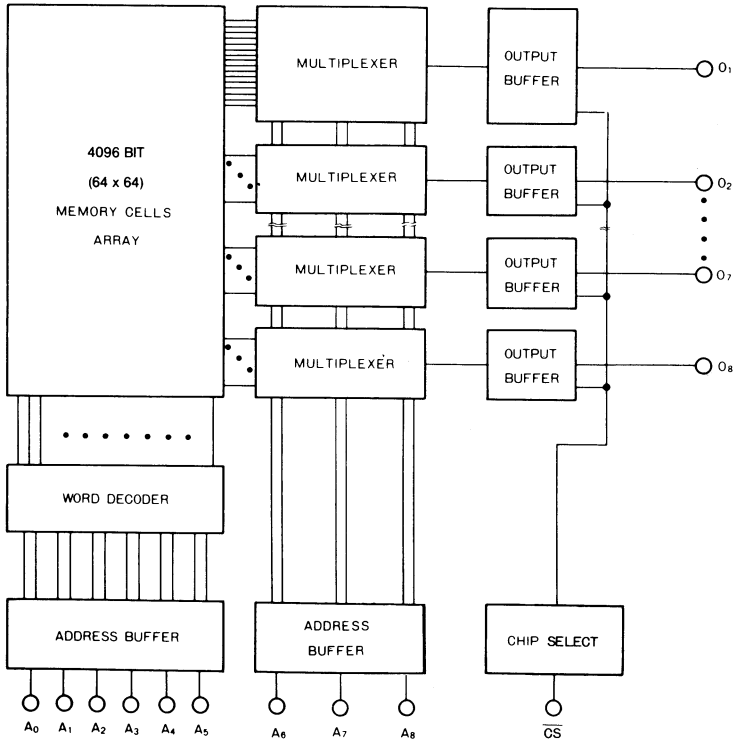 4096 BIT
(64 x 64)
MEMORY CELLS
ARRAY
MULTIPLEXER
OUTPUT
BUFFER
O₁
MULTIPLEXER
OUTPUT
BUFFER
O₂
MULTIPLEXER
OUTPUT
BUFFER
O₇
MULTIPLEXER
OUTPUT
BUFFER
O₈
WORD DECODER
ADDRESS BUFFER
ADDRESS
BUFFER
CHIP SELECT
A₀ A₁ A₂ A₃ A₄ A₅ A₆ A₇ A₈ C̅S̅